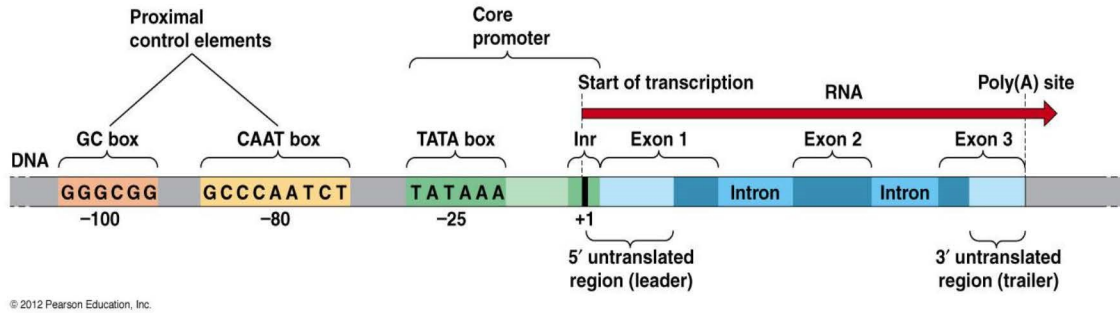 Proximal
control elements
Core
promoter
Start of transcription
RNA
Poly(A) site
GC box
CAAT box
TATA box
Inr
Exon 1
Exon 2
Exon 3
DNA
GGGCGG
GCCCAATCT
TATAAA
Intron
Intron
−100
−80
−25
+1
5′ untranslated
region (leader)
3′ untranslated
region (trailer)
© 2012 Pearson Education, Inc.